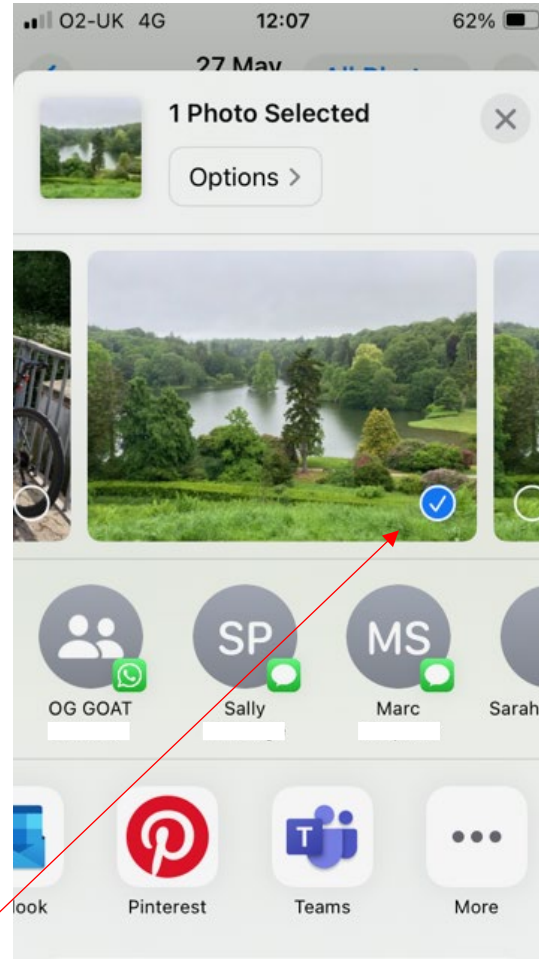 O2-UK 4G 12:07 62%
27 May
1 Photo Selected
Options >
SP MS
OG GOAT Sally Marc Sarah
look Pinterest Teams More